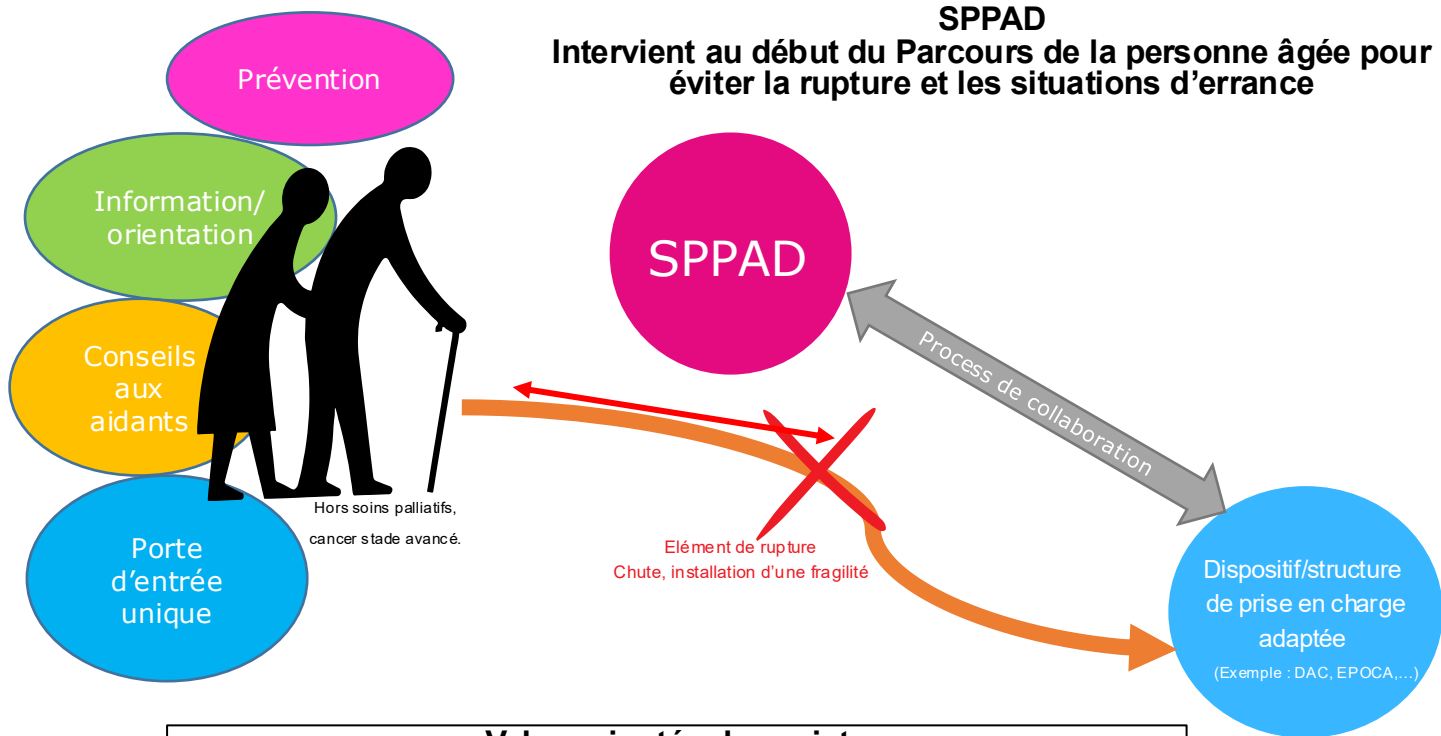 SPPAD
Intervient au début du Parcours de la personne âgée pour
éviter la rupture et les situations d'errance
Prévention
Information/
orientation
Conseils
aux
aidants
Porte
d'entrée
unique
Hors soins palliatifs,
cancer stade avancé.
SPPAD
Process de collaboration
Elément de rupture
Chute, installation d'une fragilité
Dispositif/structure
de prise en charge
adaptée
(Exemple : DAC, EPOCA,...)